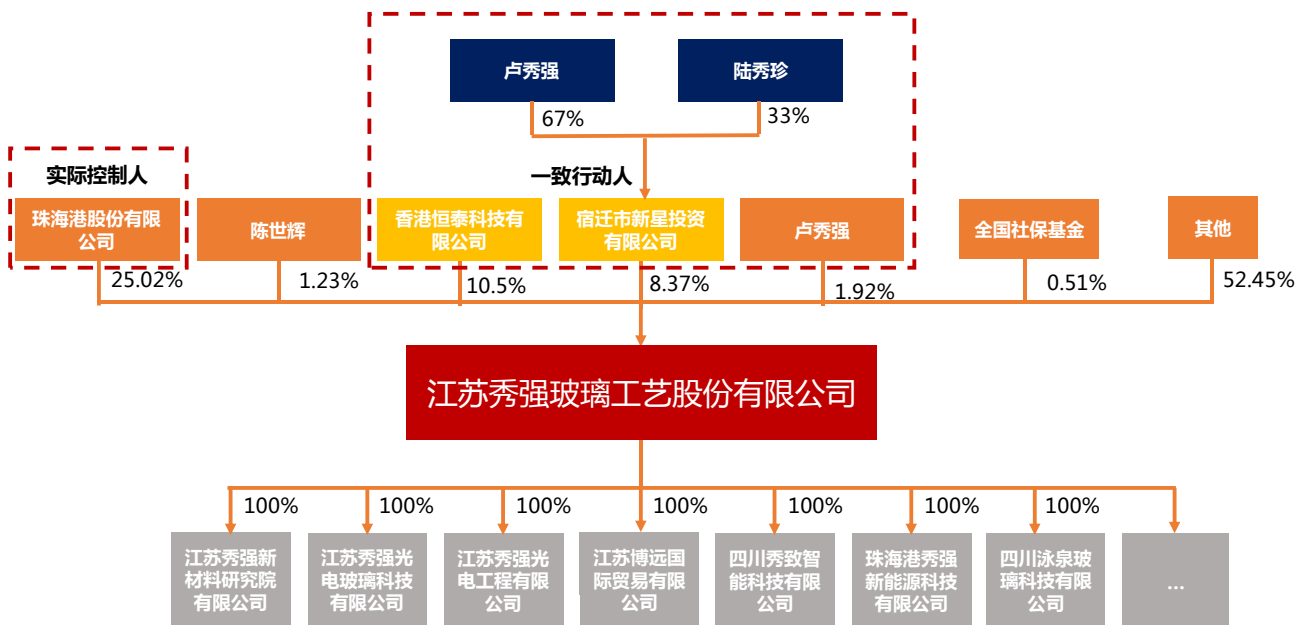 卢秀强
陆秀珍
67%
33%
实际控制人
一致行动人
珠海港股份有限
公司
陈世辉
香港恒泰科技有
限公司
宿迁市新星投资
有限公司
卢秀强
全国社保基金
其他
25.02%
1.23%
10.5%
8.37%
1.92%
0.51%
52.45%
江苏秀强玻璃工艺股份有限公司
100%
100%
100%
100%
100%
100%
100%
江苏秀强新
材料研究院
有限公司
江苏秀强光
电玻璃科技
有限公司
江苏秀强光
电工程有限
公司
江苏博远国
际贸易有限
公司
四川秀致智
能科技有限
公司
珠海港秀强
新能源科技
有限公司
四川泳泉玻
璃科技有限
公司
...